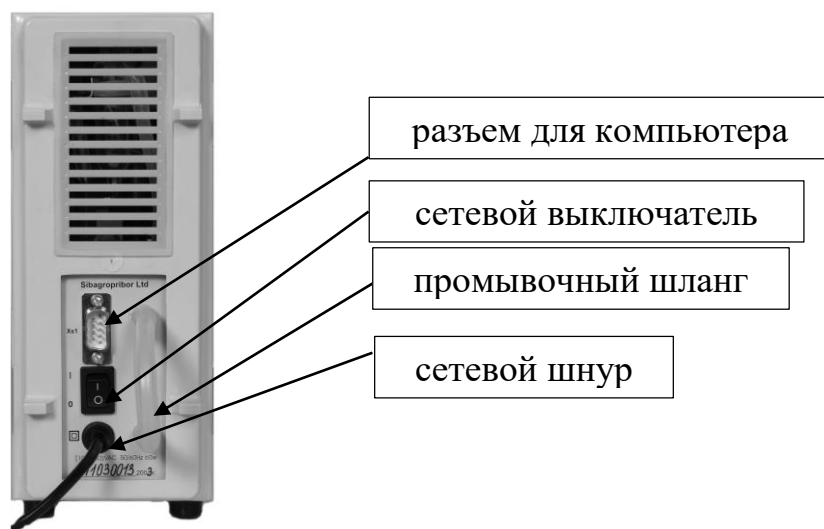 разъем для компьютера
сетевой выключатель
промывочный шланг
сетевой шнур
Sibagropribor Ltd
Xs1
I
0